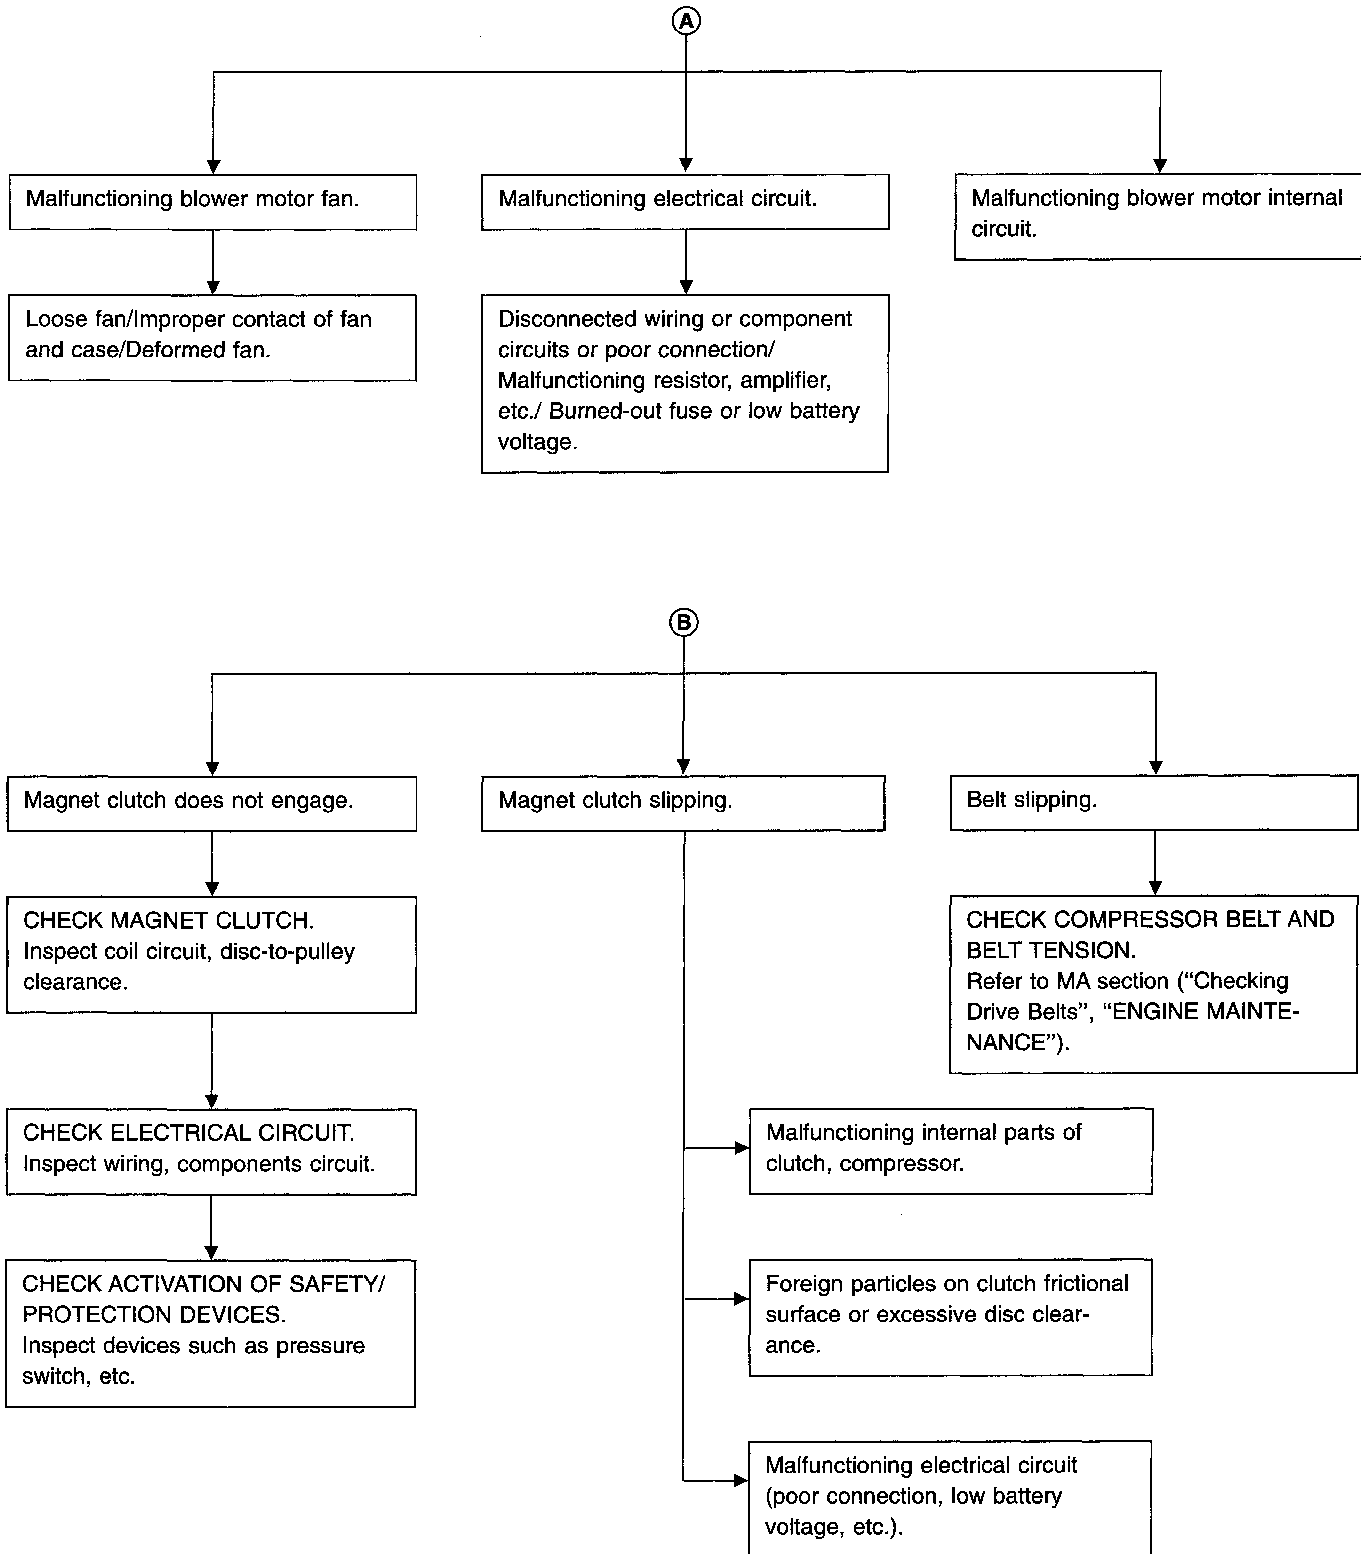 A
Malfunctioning blower motor fan.
Loose fan/Improper contact of fan
and case/Deformed fan.
Malfunctioning electrical circuit.
Disconnected wiring or component
circuits or poor connection/
Malfunctioning resistor, amplifier,
etc./ Burned-out fuse or low battery
voltage.
Malfunctioning blower motor internal
circuit.
B
Magnet clutch does not engage.
CHECK MAGNET CLUTCH.
Inspect coil circuit, disc-to-pulley
clearance.
CHECK ELECTRICAL CIRCUIT.
Inspect wiring, components circuit.
CHECK ACTIVATION OF SAFETY/
PROTECTION DEVICES.
Inspect devices such as pressure
switch, etc.
Magnet clutch slipping.
Malfunctioning internal parts of
clutch, compressor.
Foreign particles on clutch frictional
surface or excessive disc clear-
ance.
Malfunctioning electrical circuit
(poor connection, low battery
voltage, etc.).
Belt slipping.
CHECK COMPRESSOR BELT AND
BELT TENSION.
Refer to MA section (“Checking
Drive Belts”, “ENGINE MAINTE-
NANCE”).